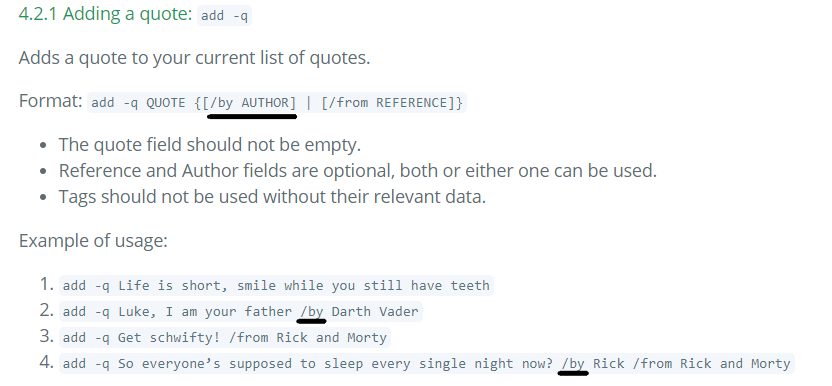 4.2.1 Adding a quote: add -q
Adds a quote to your current list of quotes.
Format: add -q QUOTE {[/by AUTHOR] | [/from REFERENCE]}
• The quote field should not be empty.
• Reference and Author fields are optional, both or either one can be used.
• Tags should not be used without their relevant data.
Example of usage:
1. add -q Life is short, smile while you still have teeth
2. add -q Luke, I am your father /by Darth Vader
3. add -q Get schwifty! /from Rick and Morty
4. add -q So everyone’s supposed to sleep every single night now? /by Rick /from Rick and Morty